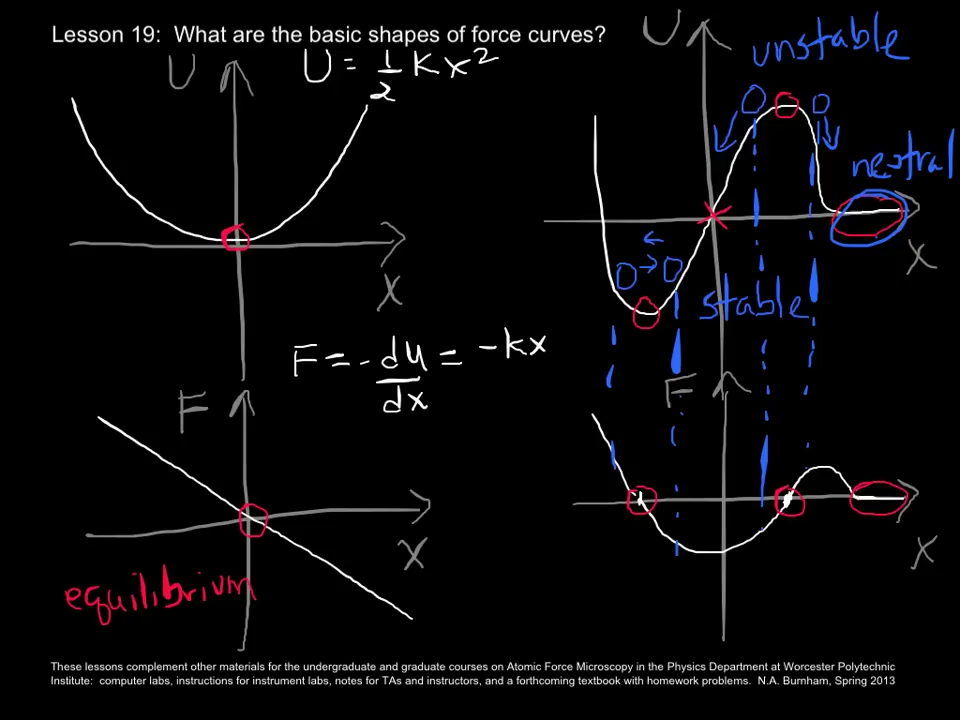 Lesson 19:  What are the basic shapes of force curves?
U
U = 1/2 kx²
U
unstable
neutral
X
X
stable
F = - du/dx = -kx
F
F
X
X
equilibrium
These lessons complement other materials for the undergraduate and graduate courses on Atomic Force Microscopy in the Physics Department at Worcester Polytechnic
Institute:  computer labs, instructions for instrument labs, notes for TAs and instructors, and a forthcoming textbook with homework problems.  N.A. Burnham, Spring 2013